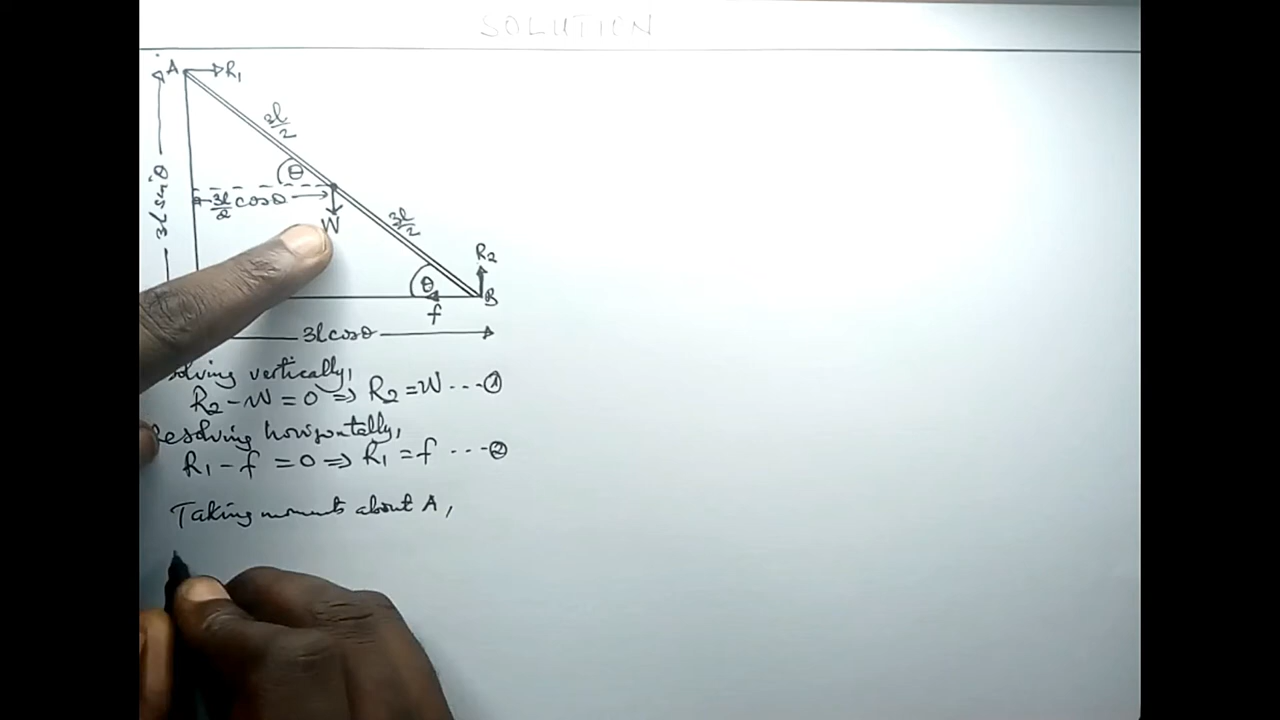 SOLUTION
A R₁
3l/2
θ
3l sinθ
3l/2 cosθ
W
3l/2
R₂
θ
B
f
3l cosθ
solving vertically,
R₂ - W = 0 ⇒ R₂ = W ---①
Resolving horizontally,
R₁ - f = 0 ⇒ R₁ = f ---②
Taking moments about A,